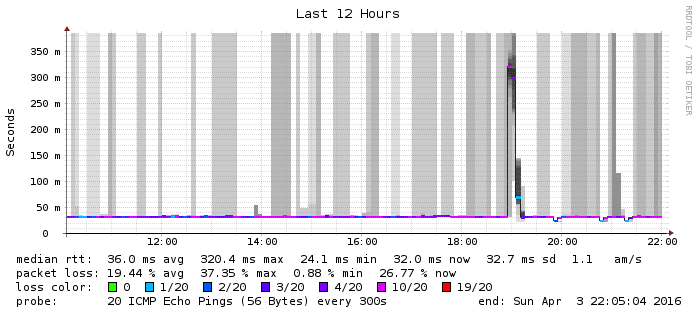 Last 12 Hours
RRDTOOL / TOBI OETIKER
Seconds
350 m
300 m
250 m
200 m
150 m
100 m
50 m
0
12:00 14:00 16:00 18:00 20:00 22:00
median rtt: 36.0 ms avg 320.4 ms max 24.1 ms min 32.0 ms now 32.7 ms sd 1.1 am/s
packet loss: 19.44 % avg 37.35 % max 0.88 % min 26.77 % now
loss color: 0 1/20 2/20 3/20 4/20 10/20 19/20
probe: 20 ICMP Echo Pings (56 Bytes) every 300s end: Sun Apr 3 22:05:04 2016